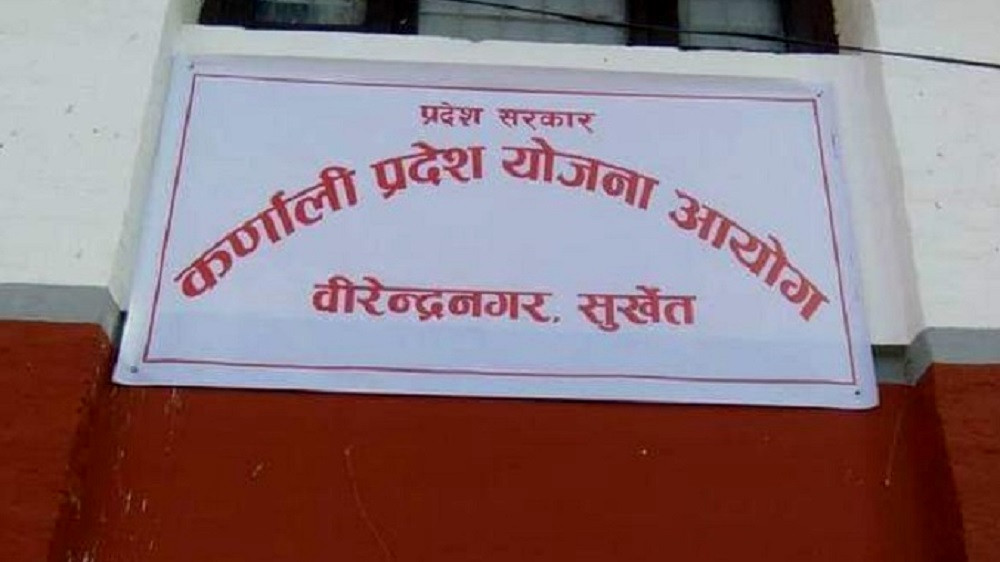 प्रदेश सरकार
कर्णाली प्रदेश योजना आयोग
वीरेन्द्रनगर, सुर्खेत